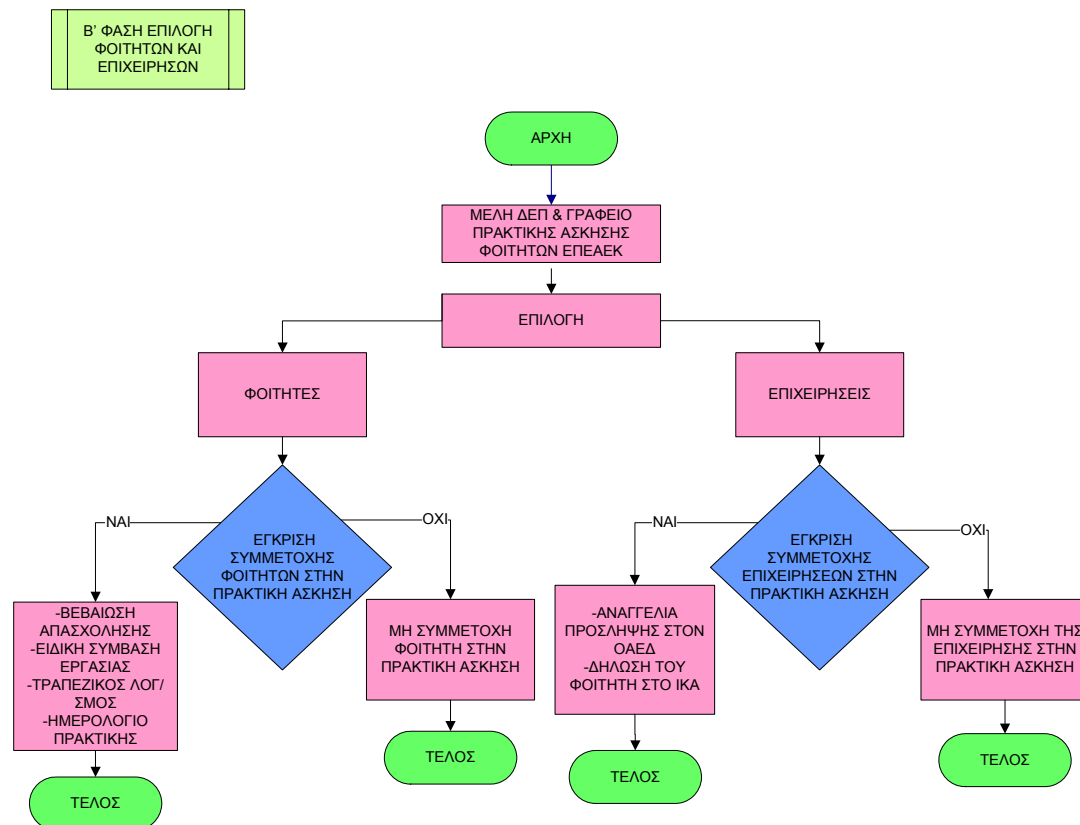 Β' ΦΑΣΗ ΕΠΙΛΟΓΗ
ΦΟΙΤΗΤΩΝ ΚΑΙ
ΕΠΙΧΕΙΡΗΣΩΝ
ΑΡΧΗ
ΜΕΛΗ ΔΕΠ & ΓΡΑΦΕΙΟ
ΠΡΑΚΤΙΚΗΣ ΑΣΚΗΣΗΣ
ΦΟΙΤΗΤΩΝ ΕΠΕΑΕΚ
ΕΠΙΛΟΓΗ
ΦΟΙΤΗΤΕΣ
ΕΠΙΧΕΙΡΗΣΕΙΣ
ΝΑΙ
ΕΓΚΡΙΣΗ
ΣΥΜΜΕΤΟΧΗΣ
ΦΟΙΤΗΤΩΝ ΣΤΗΝ
ΠΡΑΚΤΙΚΗ ΑΣΚΗΣΗ
ΟΧΙ
ΝΑΙ
ΕΓΚΡΙΣΗ
ΣΥΜΜΕΤΟΧΗΣ
ΕΠΙΧΕΙΡΗΣΕΩΝ ΣΤΗΝ
ΠΡΑΚΤΙΚΗ ΑΣΚΗΣΗ
ΟΧΙ
-ΒΕΒΑΙΩΣΗ
ΑΠΑΣΧΟΛΗΣΗΣ
-ΕΙΔΙΚΗ ΣΥΜΒΑΣΗ
ΕΡΓΑΣΙΑΣ
-ΤΡΑΠΕΖΙΚΟΣ ΛΟΓ/
ΣΜΟΣ
-ΗΜΕΡΟΛΟΓΙΟ
ΠΡΑΚΤΙΚΗΣ
ΜΗ ΣΥΜΜΕΤΟΧΗ
ΦΟΙΤΗΤΗ ΣΤΗΝ
ΠΡΑΚΤΙΚΗ ΑΣΚΗΣΗ
-ΑΝΑΓΓΕΛΙΑ
ΠΡΟΣΛΗΨΗΣ ΣΤΟΝ
ΟΑΕΔ
-ΔΗΛΩΣΗ ΤΟΥ
ΦΟΙΤΗΤΗ ΣΤΟ ΙΚΑ
ΜΗ ΣΥΜΜΕΤΟΧΗ ΤΗΣ
ΕΠΙΧΕΙΡΗΣΗΣ ΣΤΗΝ
ΠΡΑΚΤΙΚΗ ΑΣΚΗΣΗ
ΤΕΛΟΣ
ΤΕΛΟΣ
ΤΕΛΟΣ
ΤΕΛΟΣ